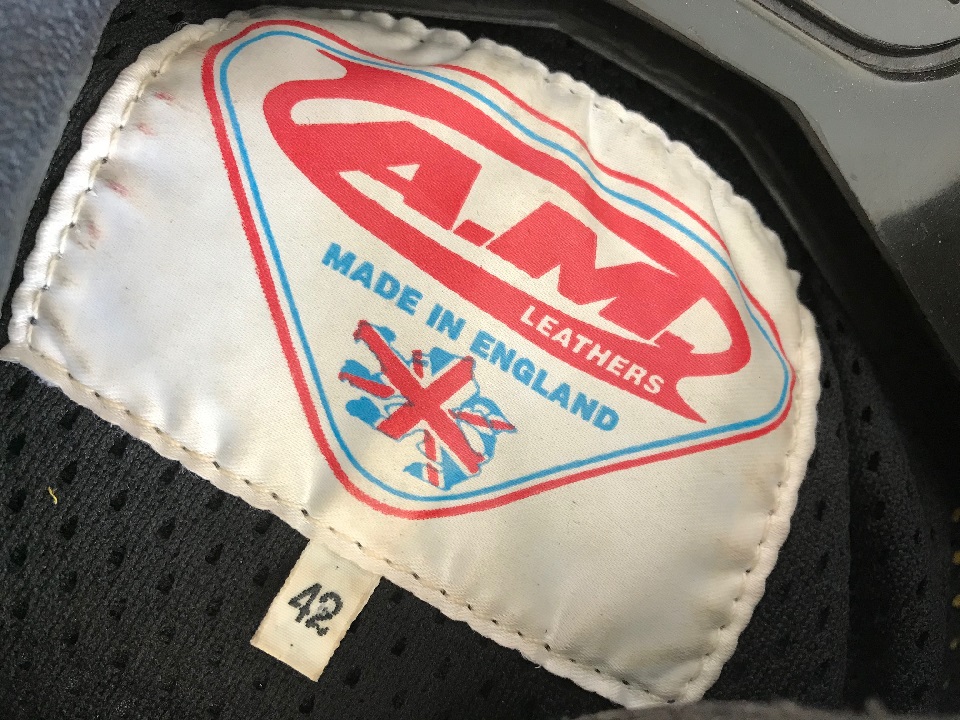 A.M.
LEATHERS
MADE IN ENGLAND
42